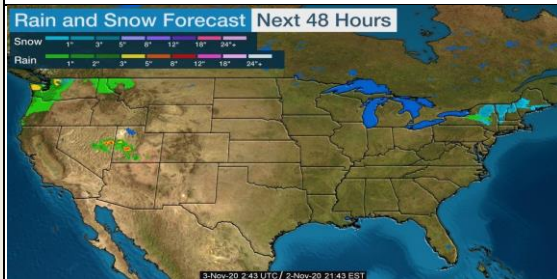 Rain and Snow Forecast Next 48 Hours
Snow
1" 3" 5" 8" 12" 18" 24"+
Rain
1" 2" 3" 5" 8" 12" 18" 24"+
3-Nov-20 2:43 UTC / 2-Nov-20 21:43 EST